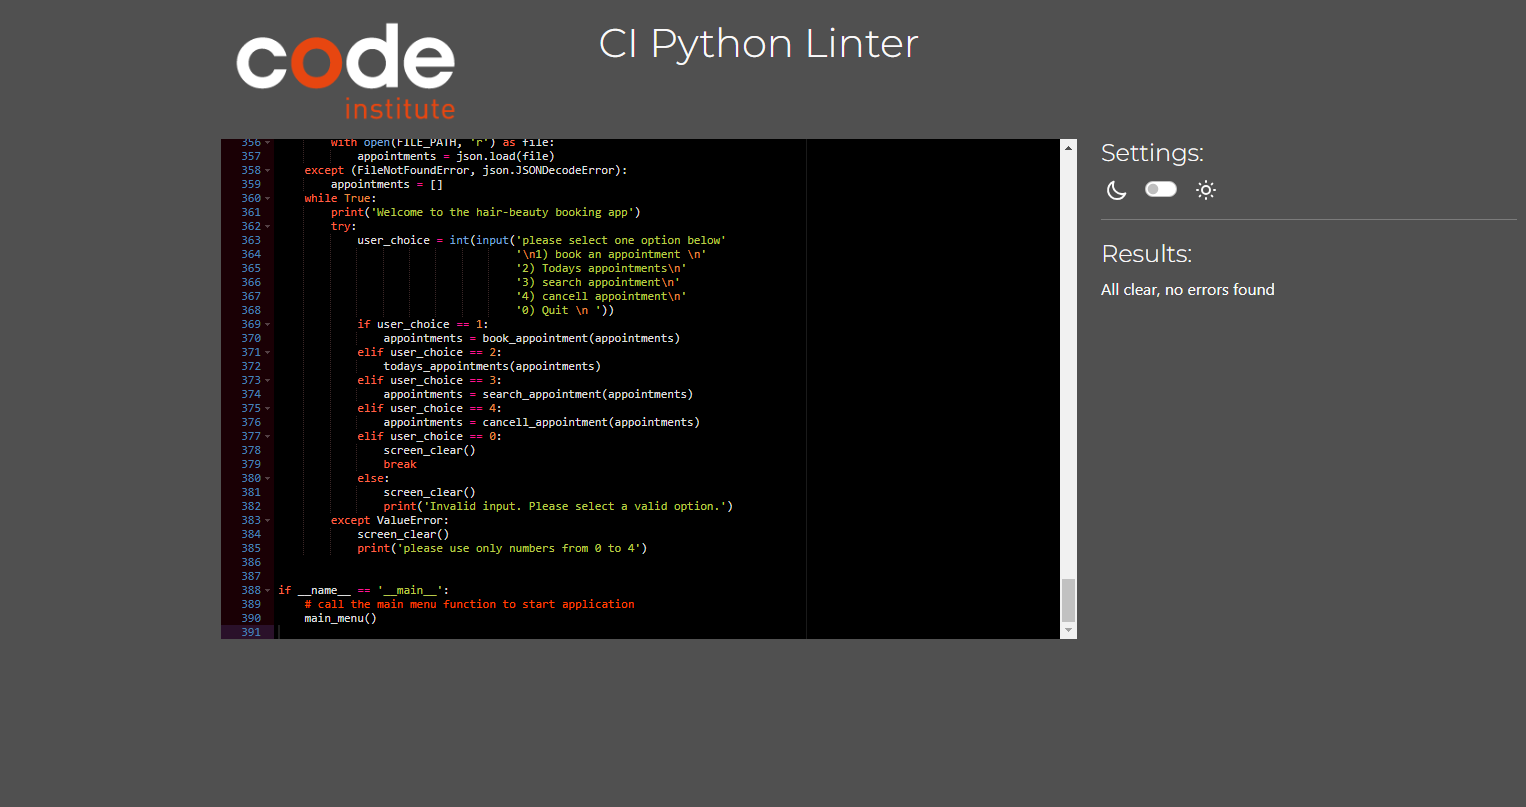 code
institute
CI Python Linter
356 with open(FILE_PATH, 'r') as file:
357 appointments = json.load(file)
358 except (FileNotFoundError, json.JSONDecodeError):
359 appointments = []
360 while True:
361 print('Welcome to the hair-beauty booking app')
362 try:
363 user_choice = int(input('please select one option below'
364 '\n1) book an appointment \n'
365 '2) Todays appointments\n'
366 '3) search appointment\n'
367 '4) cancell appointment\n'
368 '0) Quit \n '))
369 if user_choice == 1:
370 appointments = book_appointment(appointments)
371 elif user_choice == 2:
372 todays_appointments(appointments)
373 elif user_choice == 3:
374 appointments = search_appointment(appointments)
375 elif user_choice == 4:
376 appointments = cancell_appointment(appointments)
377 elif user_choice == 0:
378 screen_clear()
379 break
380 else:
381 screen_clear()
382 print('Invalid input. Please select a valid option.')
383 except ValueError:
384 screen_clear()
385 print('please use only numbers from 0 to 4')
386
387
388 if __name__ == '__main__':
389 # call the main menu function to start application
390 main_menu()
391
Settings:
Results:
All clear, no errors found